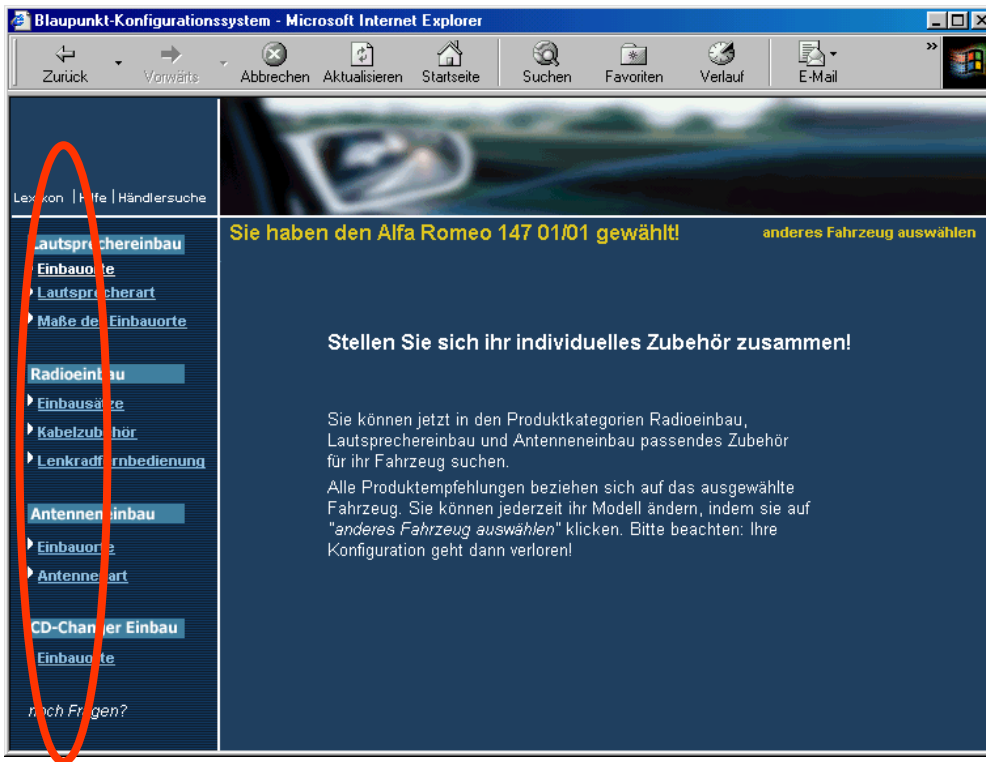 Blaupunkt-Konfigurationssystem - Microsoft Internet Explorer
Zurück Vorwärts Abbrechen Aktualisieren Startseite Suchen Favoriten Verlauf E-Mail »
Lexikon | Hilfe | Händlersuche
Sie haben den Alfa Romeo 147 01/01 gewählt! anderes Fahrzeug auswählen
Lautsprechereinbau
Einbauorte
Lautsprecherart
Maße der Einbauorte
Radioeinbau
Einbausätze
Kabelzubehör
Lenkradfernbedienung
Antenneneinbau
Einbauorte
Antennenart
CD-Changer Einbau
Einbauorte
noch Fragen?
Stellen Sie sich ihr individuelles Zubehör zusammen!
Sie können jetzt in den Produktkategorien Radioeinbau,
Lautsprechereinbau und Antenneneinbau passendes Zubehör
für ihr Fahrzeug suchen.
Alle Produktempfehlungen beziehen sich auf das ausgewählte
Fahrzeug. Sie können jederzeit ihr Modell ändern, indem sie auf
"anderes Fahrzeug auswählen" klicken. Bitte beachten: Ihre
Konfiguration geht dann verloren!